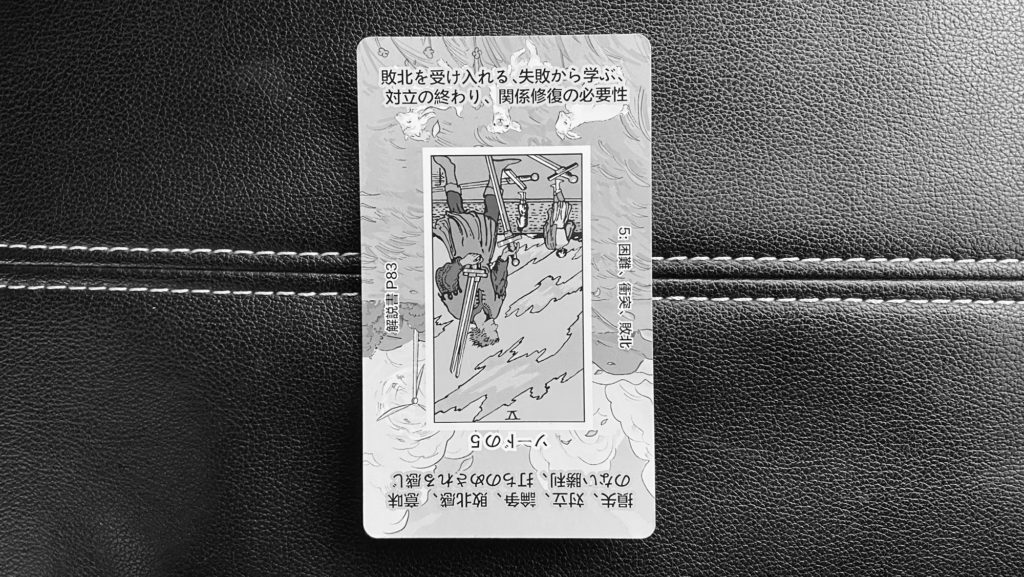 敗北を受け入れる、失敗から学ぶ、
対立の終わり、関係修復の必要性
5: 困難、衝突、敗北
解説書 P83
V
ソードの5
損失、対立、論争、敗北感、意味
のない勝利、打ちのめされる感じ